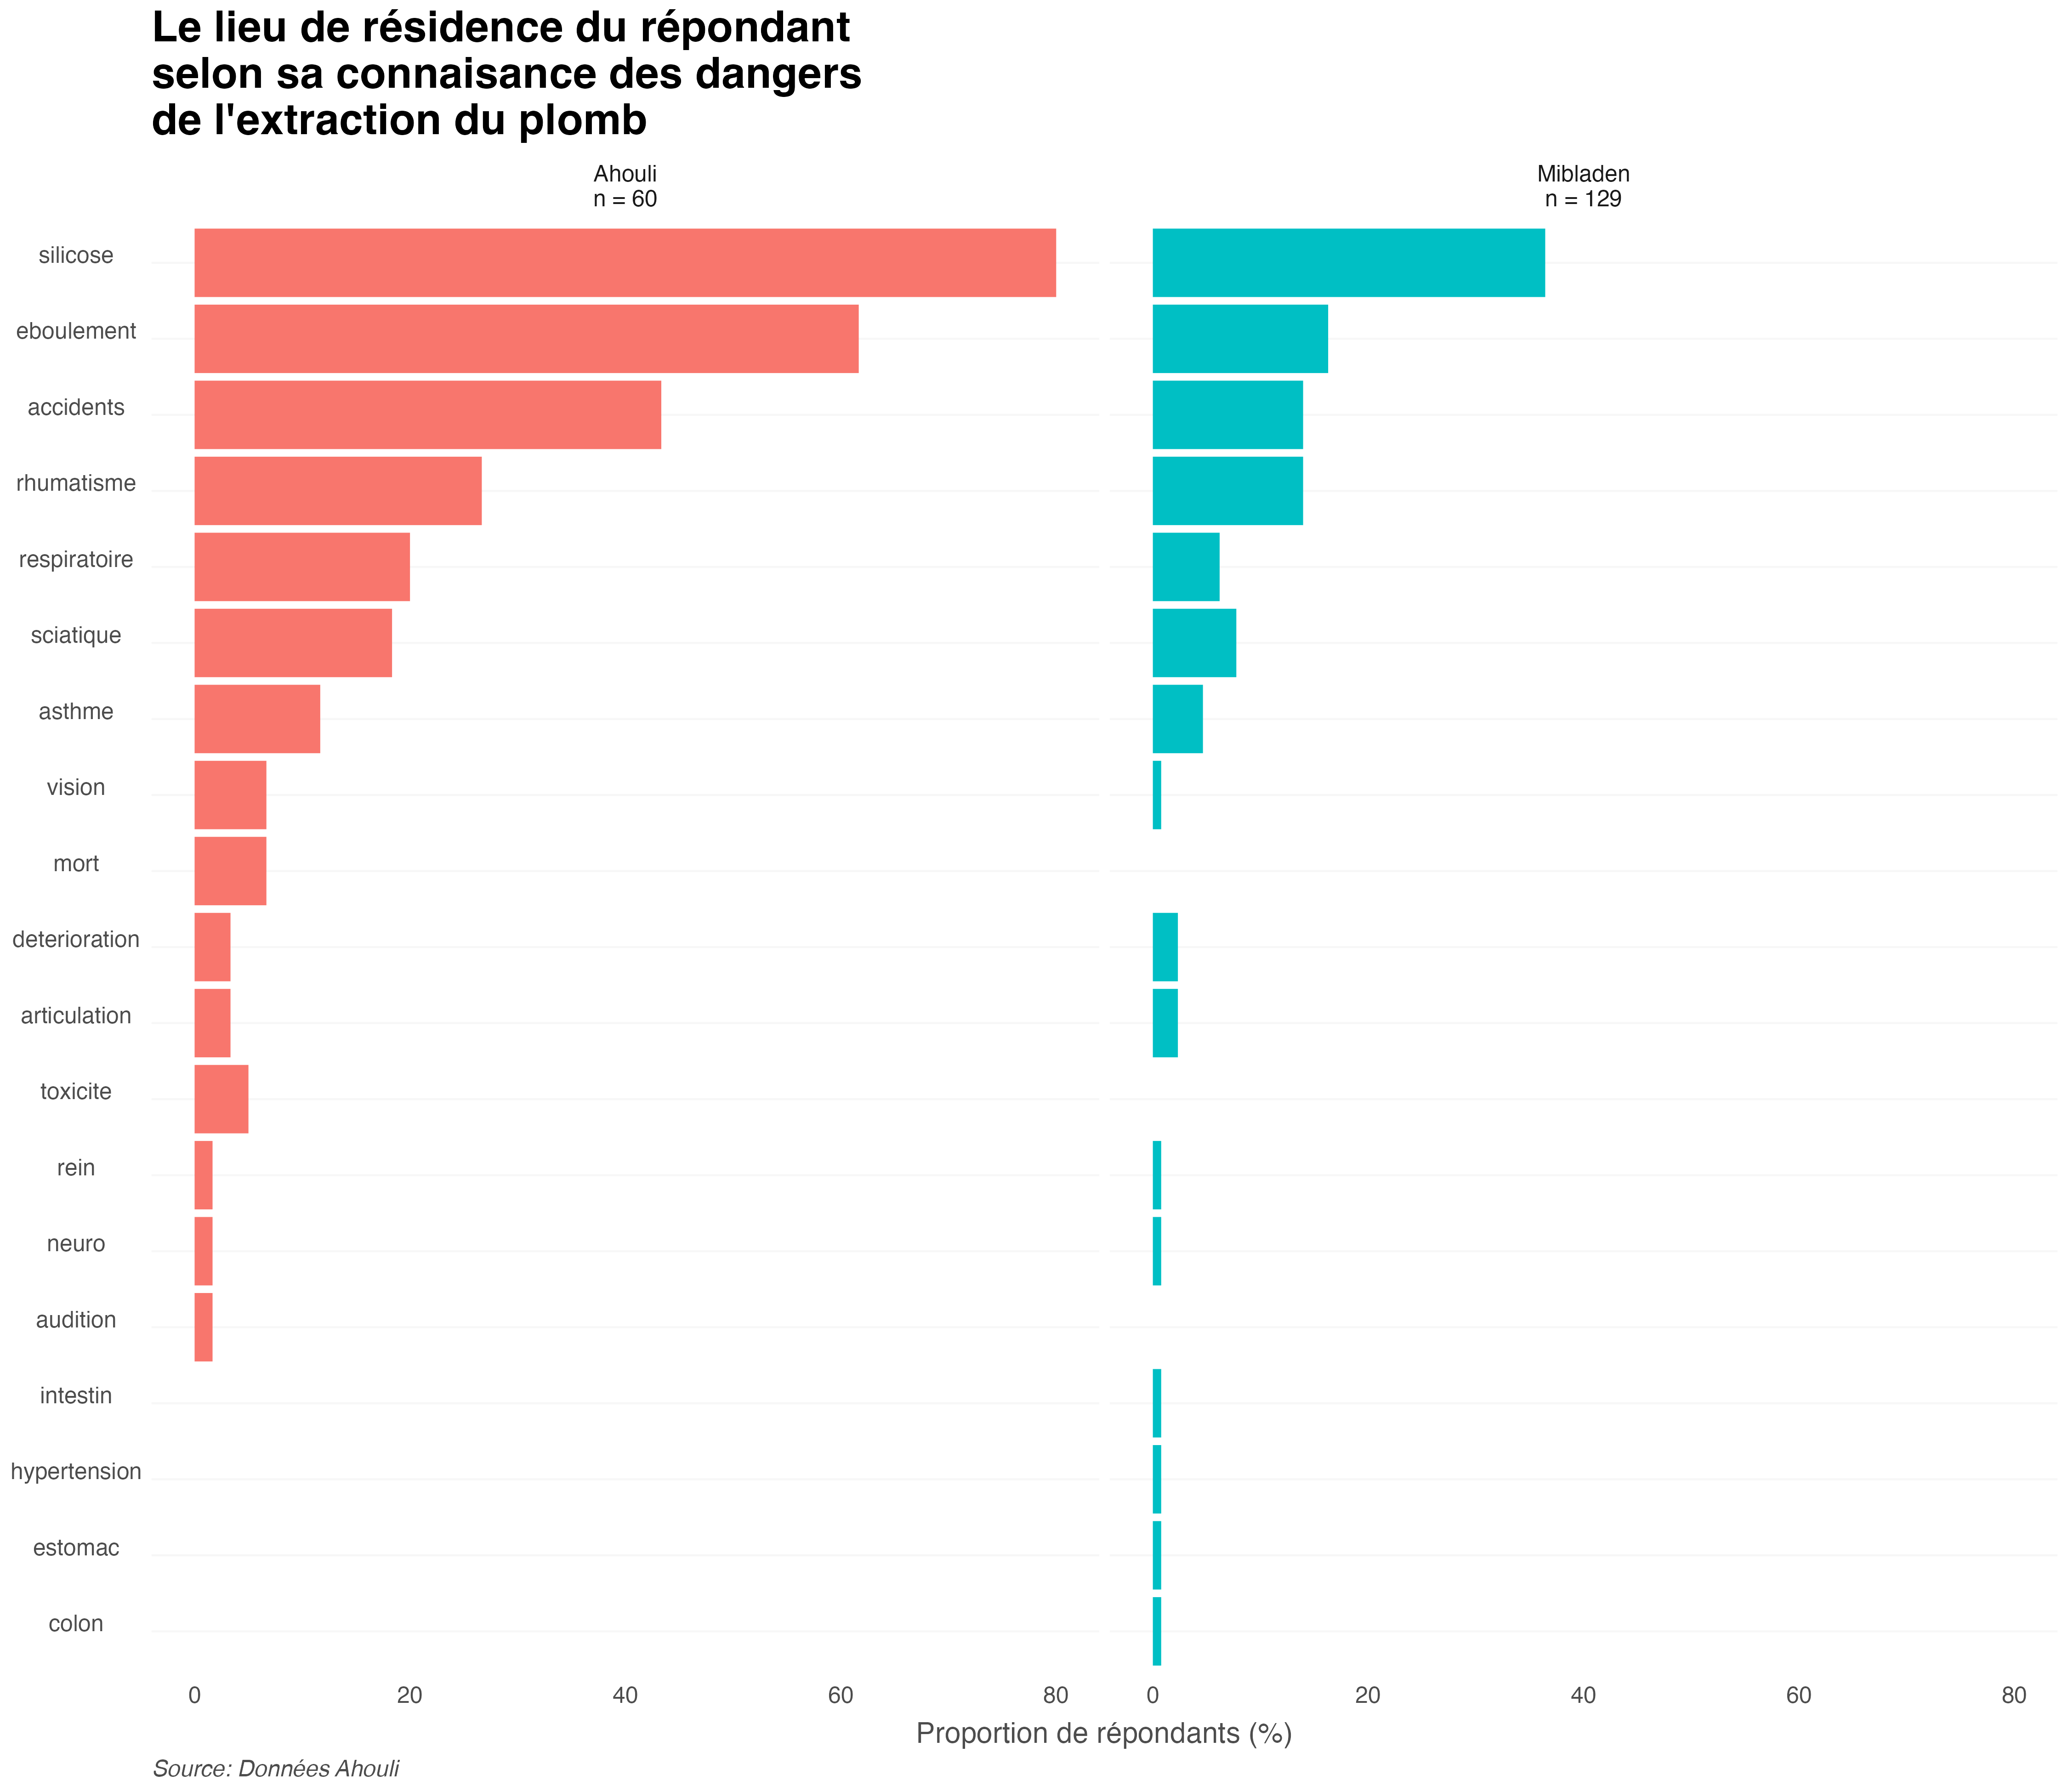 Le lieu de résidence du répondant
selon sa connaisance des dangers
de l'extraction du plomb
Ahouli
n = 60
Mibladen
n = 129
silicose
eboulement
accidents
rhumatisme
respiratoire
sciatique
asthme
vision
mort
deterioration
articulation
toxicite
rein
neuro
audition
intestin
hypertension
estomac
colon
0 20 40 60 80 0 20 40 60 80
Proportion de répondants (%)
Source: Données Ahouli